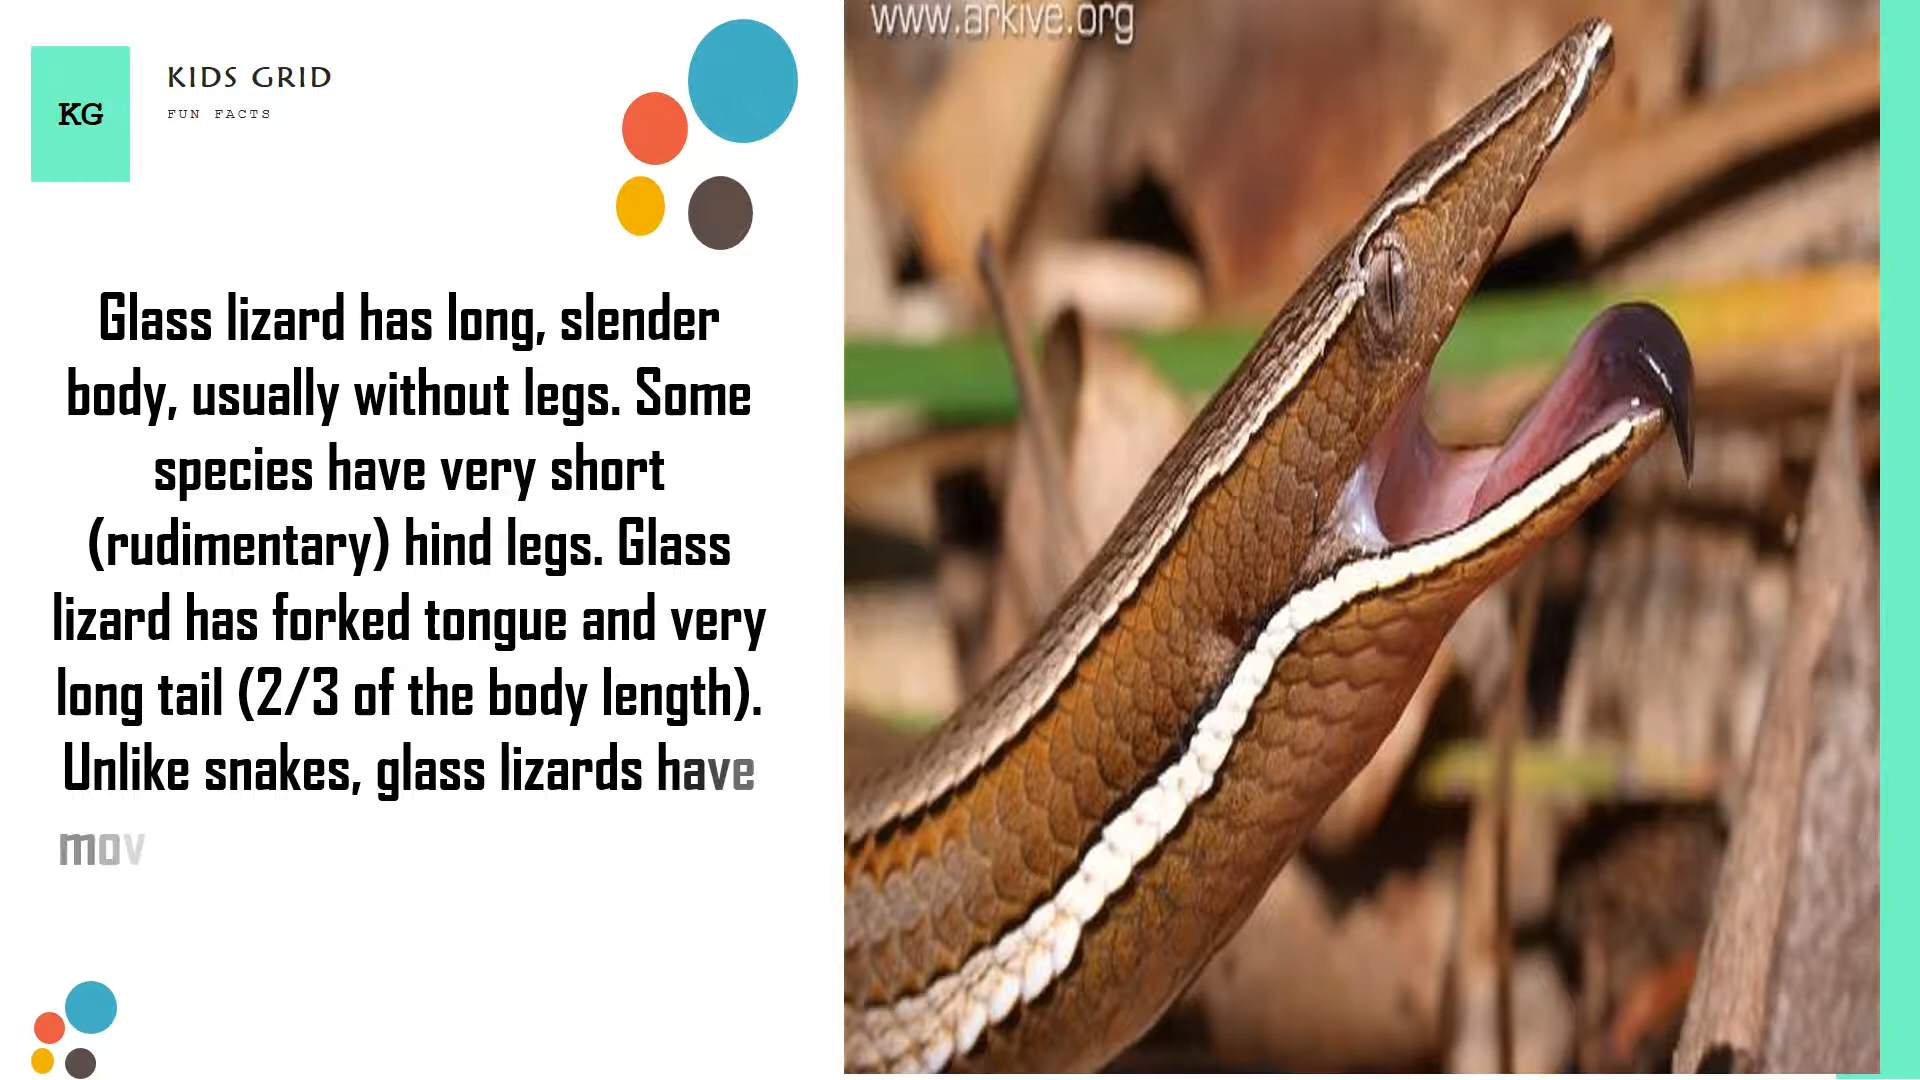 www.arkive.org
KG
KIDS GRID
FUN FACTS
Glass lizard has long, slender
body, usually without legs. Some
species have very short
(rudimentary) hind legs. Glass
lizard has forked tongue and very
long tail (2/3 of the body length).
Unlike snakes, glass lizards have
mov